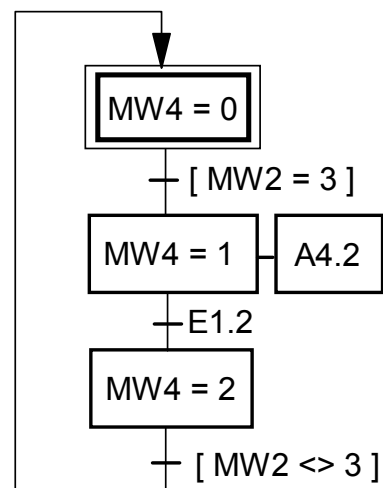 MW4 = 0
[ MW2 = 3 ]
MW4 = 1
A4.2
E1.2
MW4 = 2
[ MW2 <> 3 ]